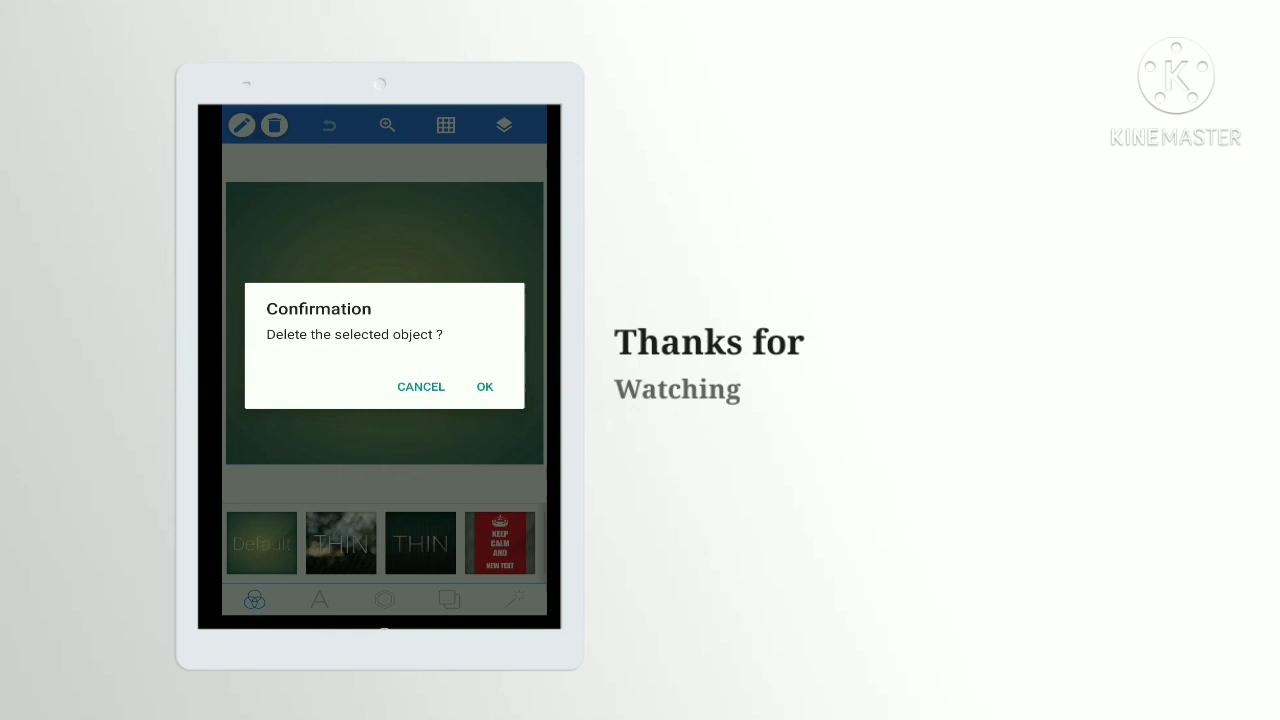 KINEMASTER
Confirmation
Delete the selected object ?
CANCEL OK
Thanks for
Watching
Default
THIN
THIN
KEEP
CALM
AND
NEW TEXT